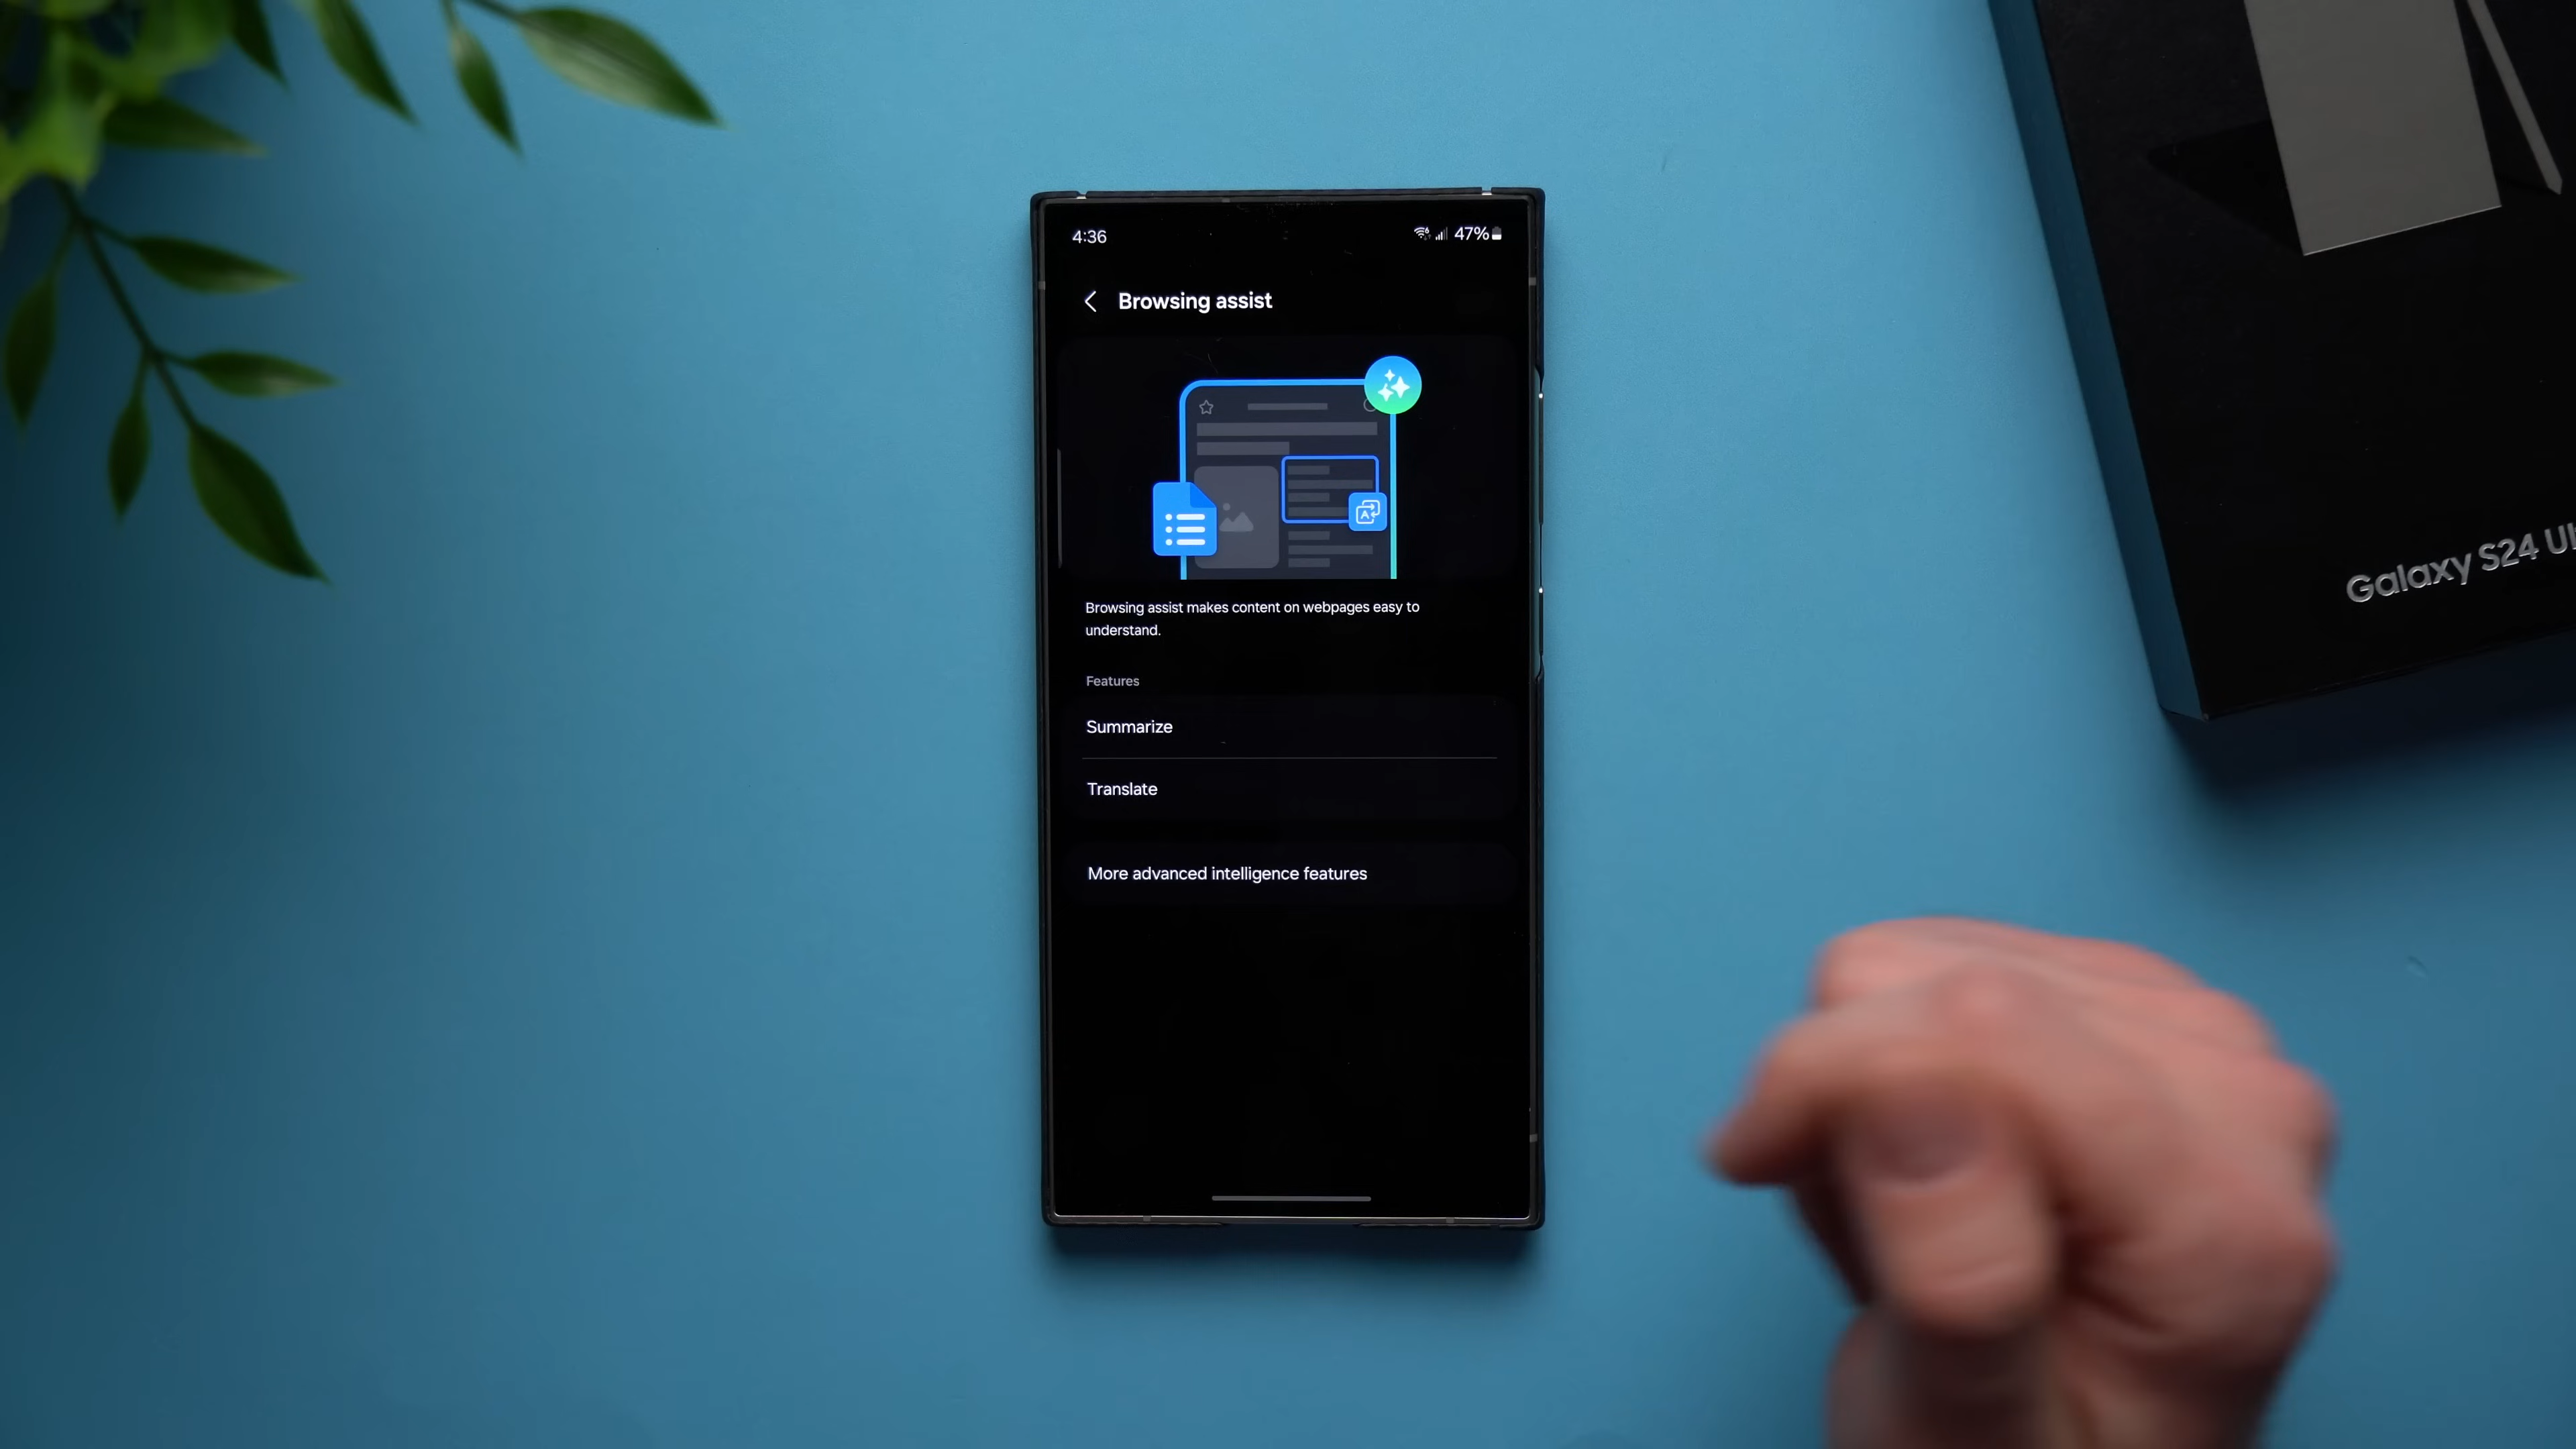 4:36
47%
Browsing assist
Browsing assist makes content on webpages easy to
understand.
Features
Summarize
Translate
More advanced intelligence features
Galaxy S24 Ul